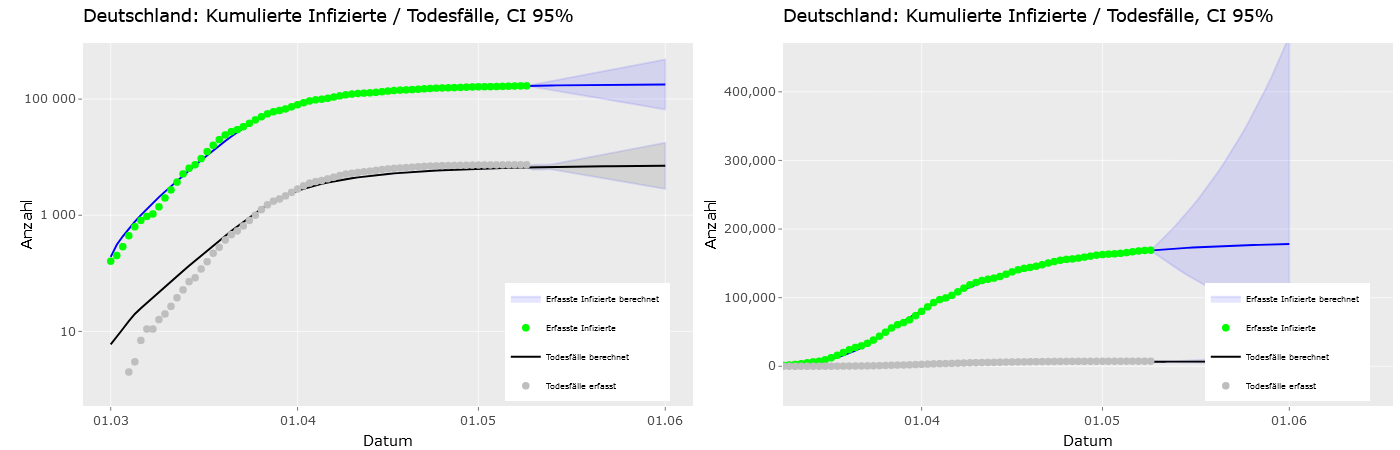 Deutschland: Kumulierte Infizierte / Todesfälle, CI 95%
Anzahl
100 000
1 000
10
01.03
01.04
01.05
01.06
Datum
Erfasste Infizierte berechnet
Erfasste Infizierte
Todesfälle berechnet
Todesfälle erfasst
Deutschland: Kumulierte Infizierte / Todesfälle, CI 95%
Anzahl
400,000
300,000
200,000
100,000
0
01.04
01.05
01.06
Datum
Erfasste Infizierte berechnet
Erfasste Infizierte
Todesfälle berechnet
Todesfälle erfasst